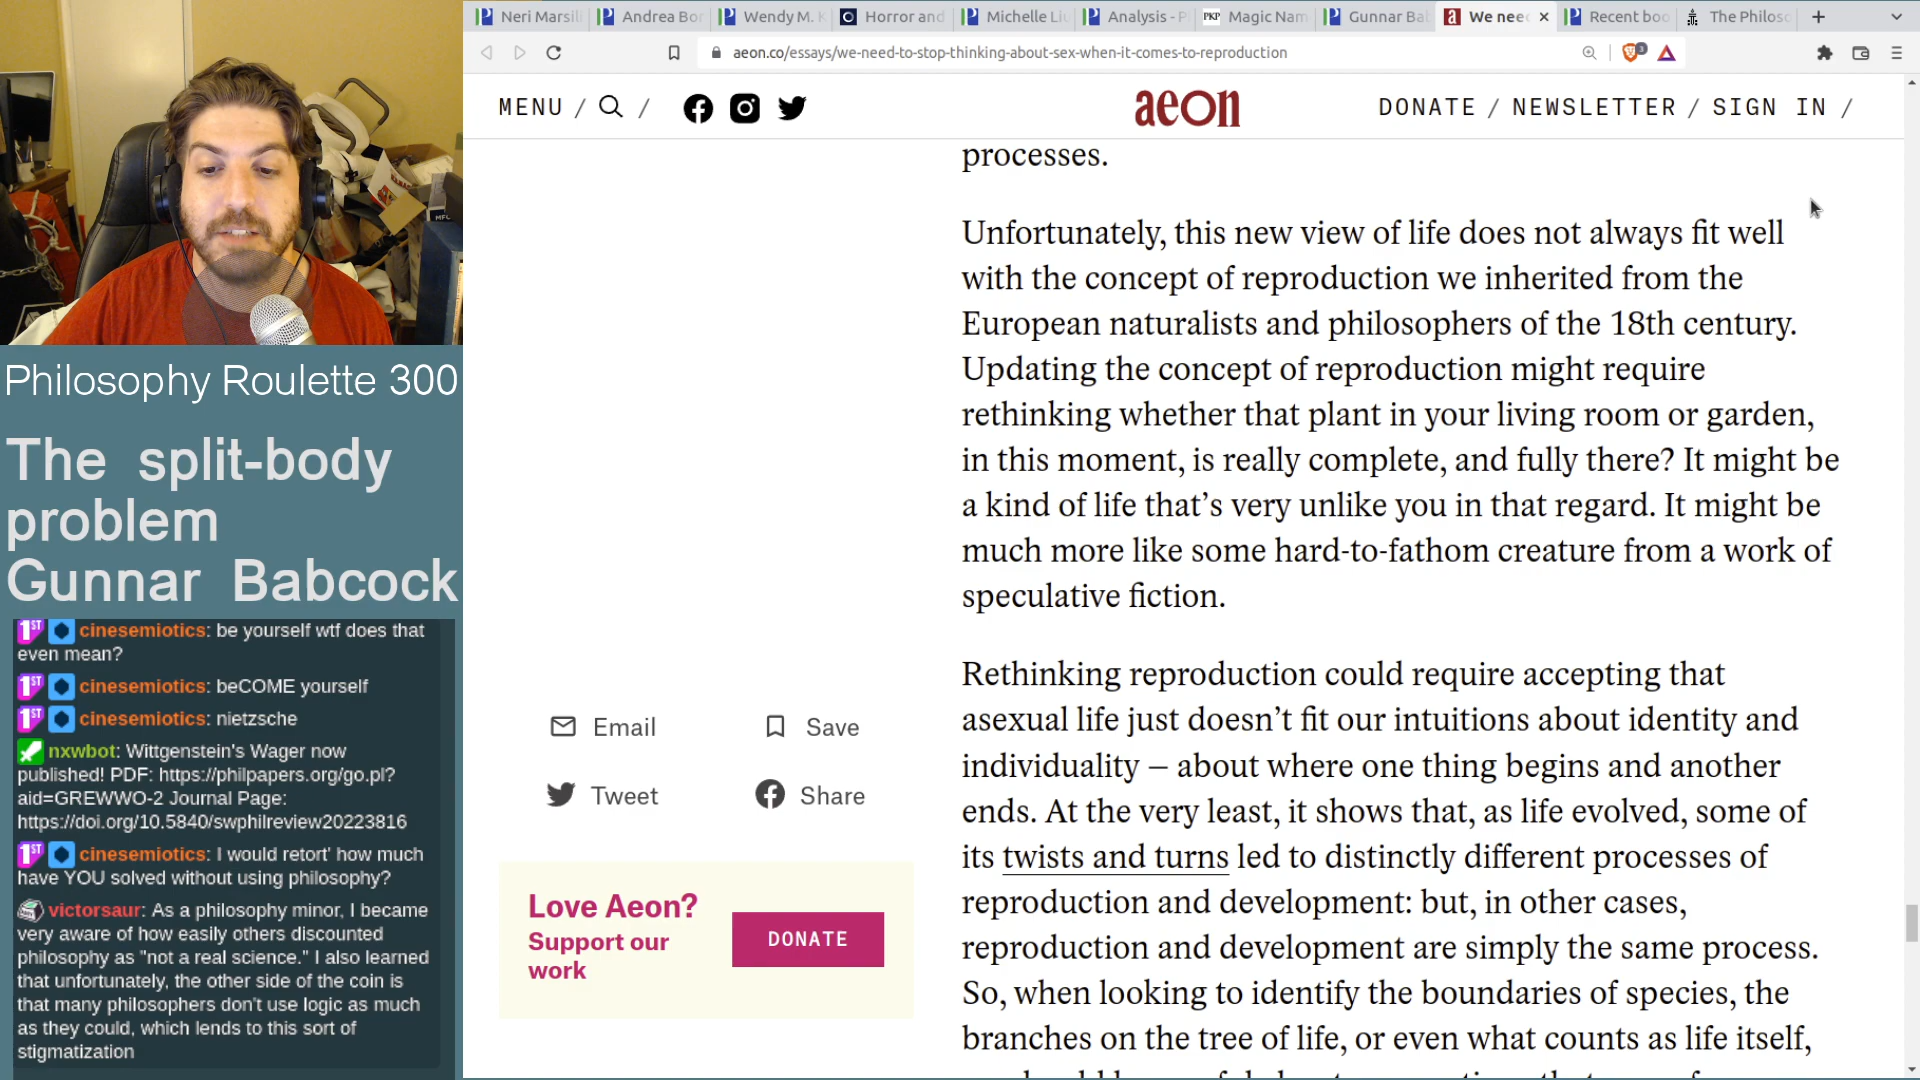 Neri Marsil
Andrea Bor
Wendy M. K
Horror and
Michelle Liu
Analysis - P
PKP Magic Nam
Gunnar Bab
We nee
Recent boo
The Philoso
aeon.co/essays/we-need-to-stop-thinking-about-sex-when-it-comes-to-reproduction
MENU /
/
aeon
DONATE / NEWSLETTER / SIGN IN /
processes.
Unfortunately, this new view of life does not always fit well
with the concept of reproduction we inherited from the
European naturalists and philosophers of the 18th century.
Updating the concept of reproduction might require
rethinking whether that plant in your living room or garden,
in this moment, is really complete, and fully there? It might be
a kind of life that’s very unlike you in that regard. It might be
much more like some hard-to-fathom creature from a work of
speculative fiction.
Rethinking reproduction could require accepting that
asexual life just doesn’t fit our intuitions about identity and
individuality – about where one thing begins and another
ends. At the very least, it shows that, as life evolved, some of
its twists and turns led to distinctly different processes of
reproduction and development: but, in other cases,
reproduction and development are simply the same process.
So, when looking to identify the boundaries of species, the
branches on the tree of life, or even what counts as life itself,
Email
Save
Tweet
Share
Love Aeon?
Support our
work
DONATE
Philosophy Roulette 300
The split-body
problem
Gunnar Babcock
1ST cinesemiotics: be yourself wtf does that
even mean?
1ST cinesemiotics: beCOME yourself
1ST cinesemiotics: nietzsche
nxwbot: Wittgenstein's Wager now
published! PDF: https://philpapers.org/go.pl?
aid=GREWWO-2 Journal Page:
https://doi.org/10.5840/swphilreview20223816
1ST cinesemiotics: I would retort' how much
have YOU solved without using philosophy?
victorsaur: As a philosophy minor, I became
very aware of how easily others discounted
philosophy as "not a real science." I also learned
that unfortunately, the other side of the coin is
that many philosophers don't use logic as much
as they could, which lends to this sort of
stigmatization